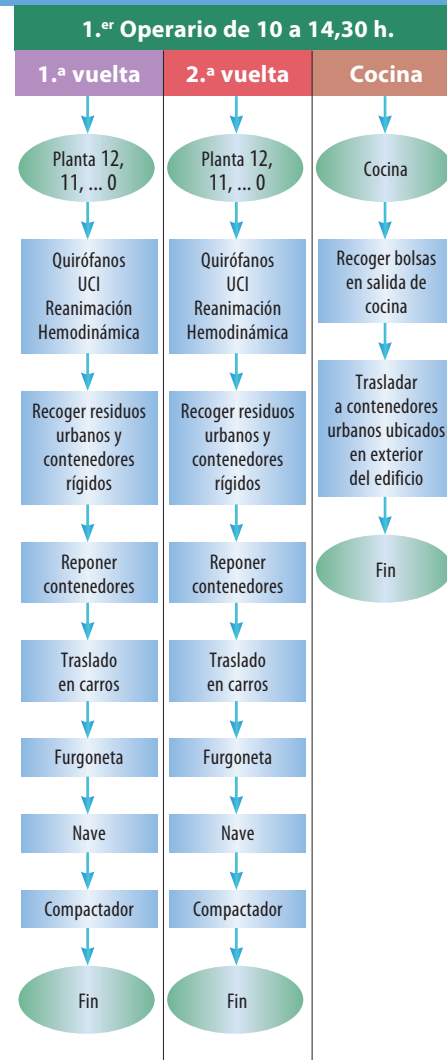 1.er Operario de 10 a 14,30 h.
1.ª vuelta
Planta 12,
11, ... 0
Quirófanos
UCI
Reanimación
Hemodinámica
Recoger residuos
urbanos y
contenedores
rígidos
Reponer
contenedores
Traslado
en carros
Furgoneta
Nave
Compactador
Fin
2.ª vuelta
Planta 12,
11, ... 0
Quirófanos
UCI
Reanimación
Hemodinámica
Recoger residuos
urbanos y
contenedores
rígidos
Reponer
contenedores
Traslado
en carros
Furgoneta
Nave
Compactador
Fin
Cocina
Cocina
Recoger bolsas
en salida de
cocina
Trasladar
a contenedores
urbanos ubicados
en exterior
del edificio
Fin